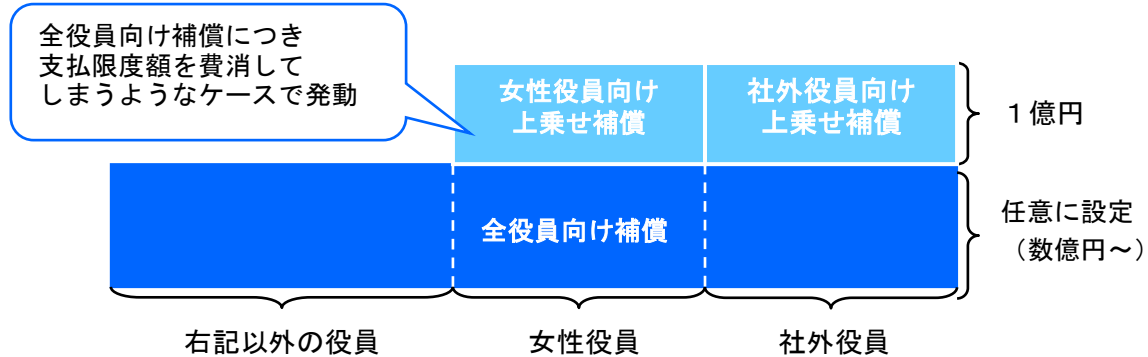 全役員向け補償につき
支払限度額を費消して
しまうようなケースで発動
女性役員向け
上乗せ補償
社外役員向け
上乗せ補償
１億円
全役員向け補償
任意に設定
（数億円～）
右記以外の役員
女性役員
社外役員